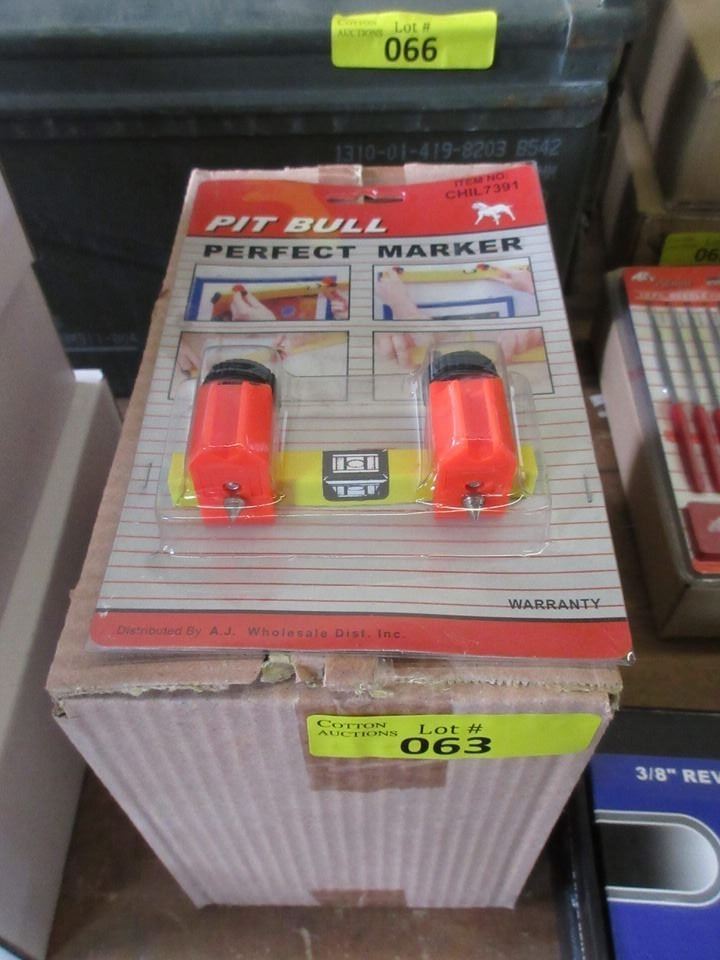 COTTON AUCTIONS Lot #
066
1310-01-419-8203 B542
ITEM NO:
CHIL7391
PIT BULL
PERFECT MARKER
WARRANTY
Distributed By A.J. Wholesale Dist. Inc.
COTTON AUCTIONS Lot #
063
3/8" REV